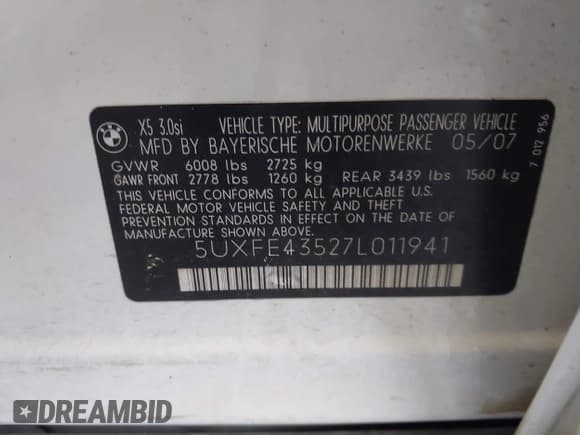 BMW
X5 3.0si VEHICLE TYPE: MULTIPURPOSE PASSENGER VEHICLE
MFD BY BAYERISCHE MOTORENWERKE 05/07
GVWR 6008 lbs 2725 kg
GAWR FRONT 2778 lbs 1260 kg REAR 3439 lbs 1560 kg
THIS VEHICLE CONFORMS TO ALL APPLICABLE U.S.
FEDERAL MOTOR VEHICLE SAFETY AND THEFT
PREVENTION STANDARDS IN EFFECT ON THE DATE
OF MANUFACTURE SHOWN ABOVE.
5UXFE43527L011941
7 012 956
DREAMBID